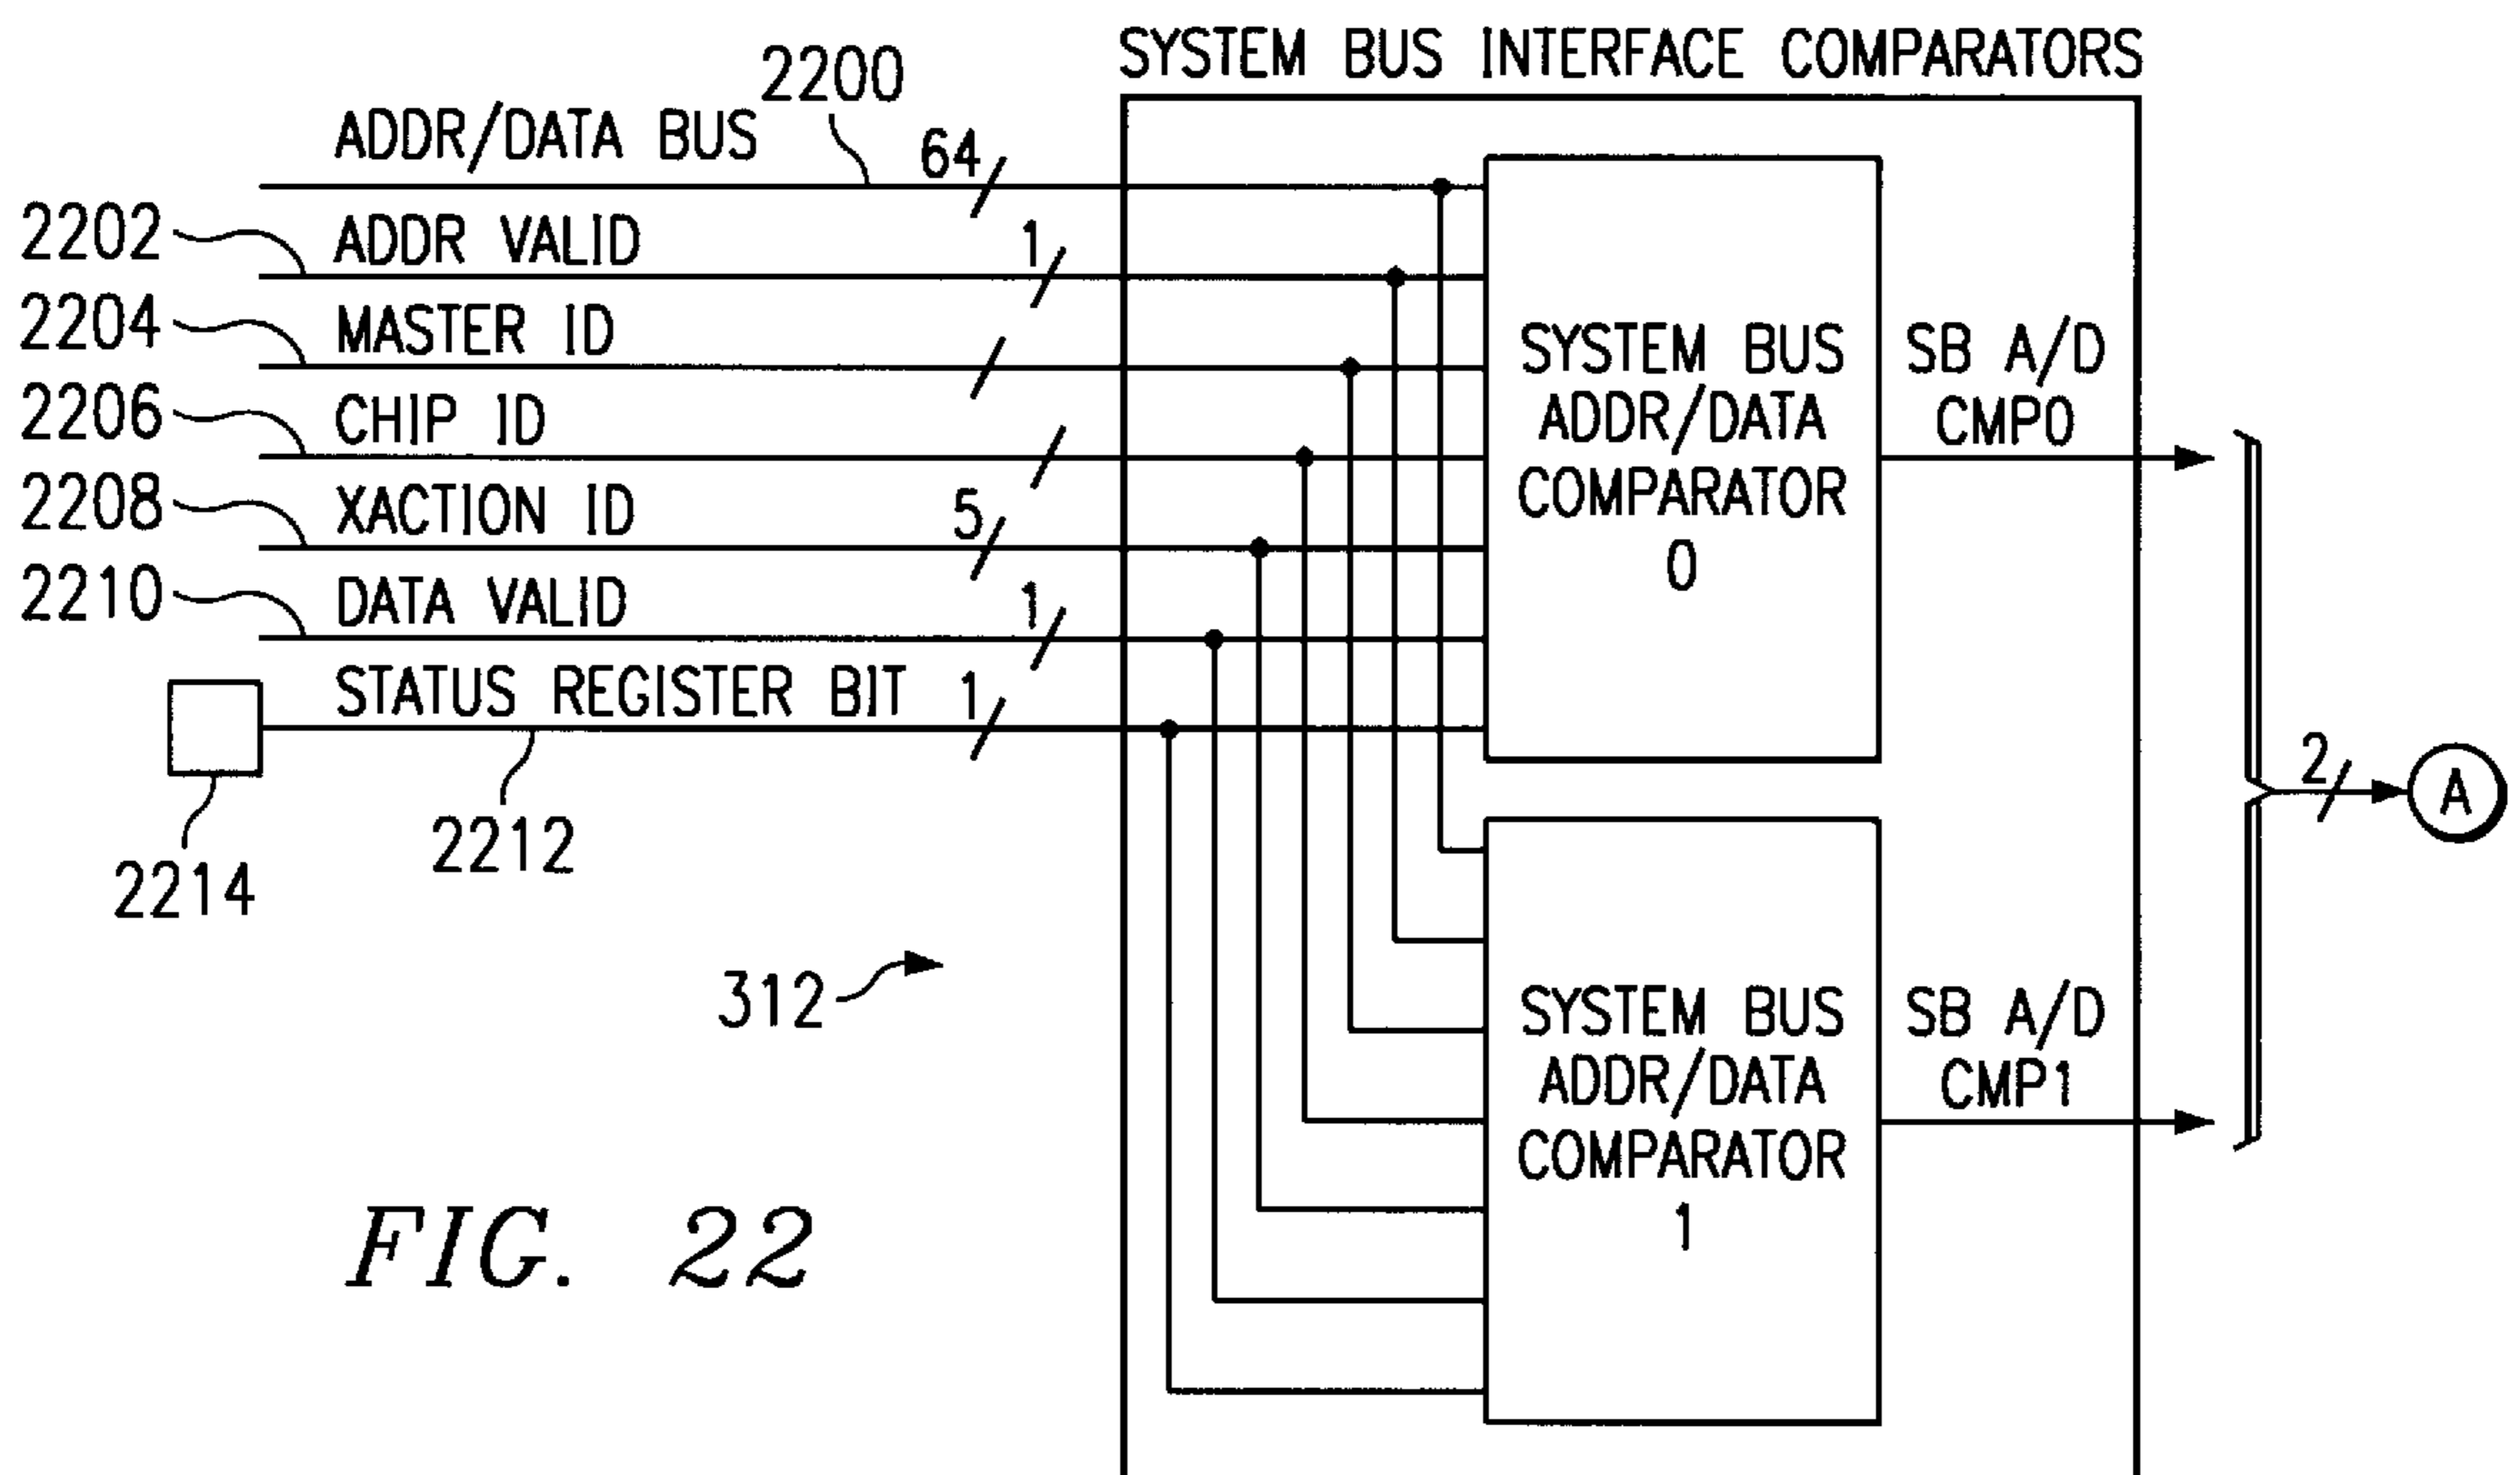 SYSTEM BUS INTERFACE COMPARATORS
2200
ADDR/DATA BUS
64
2202
ADDR VALID
1
2204
MASTER ID
2206
CHIP ID
2208
XACTION ID
5
2210
DATA VALID
1
STATUS REGISTER BIT
1
2212
2214
SYSTEM BUS
ADDR/DATA
COMPARATOR
0
SB A/D
CMP0
2
A
312
SYSTEM BUS
ADDR/DATA
COMPARATOR
1
SB A/D
CMP1
FIG. 22